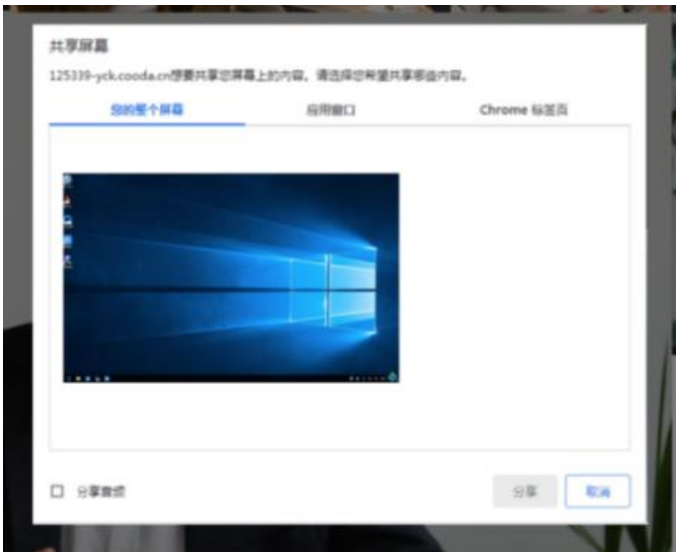 共享屏幕
125339-yck.cooda.cn想要共享您屏幕上的内容。请选择您希望共享哪些内容。
您的整个屏幕
应用窗口
Chrome 标签页
分享音频
分享
取消